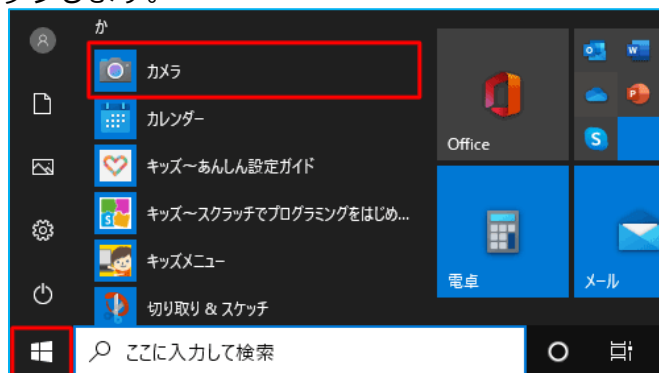 か
カメラ
カレンダー
キッズ~あんしん設定ガイド
キッズ~スクラッチでプログラミングをはじめ...
キッズメニュー
切り取り & スケッチ
Office
電卓
メール
ここに入力して検索